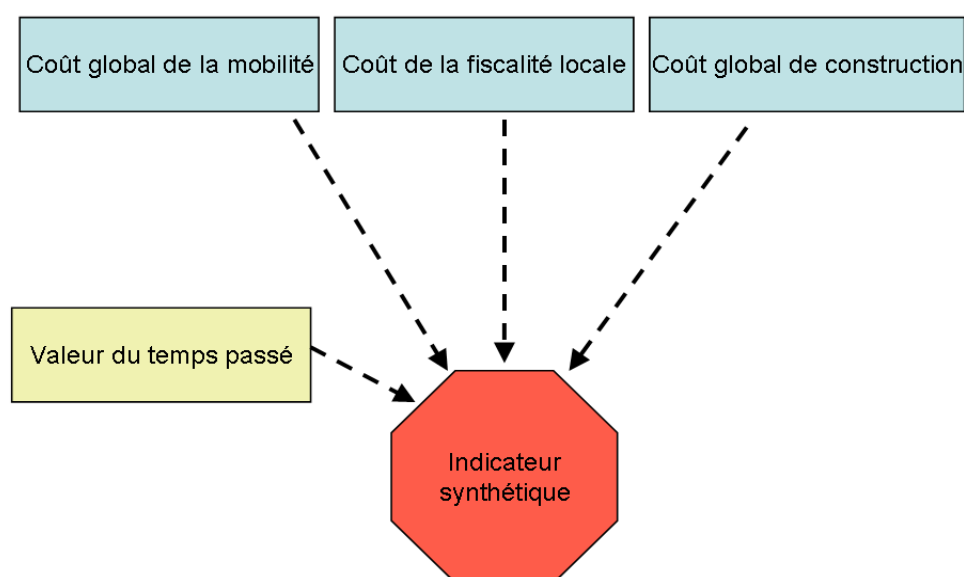 Coût global de la mobilité
Coût de la fiscalité locale
Coût global de construction
Valeur du temps passé
Indicateur
synthétique